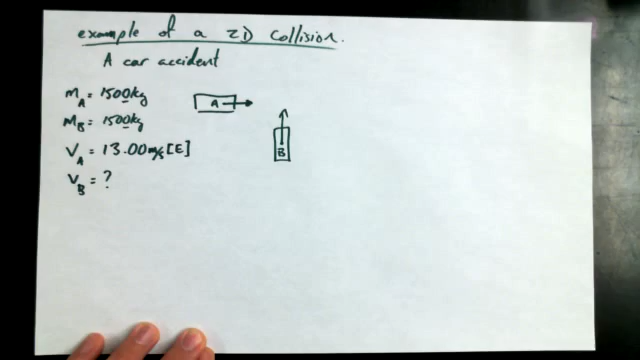 example of a 2D Collision.
A car accident
mA = 1500kg
A
MB = 1500kg
VA = 13.00m/s [E]
B
VB = ?